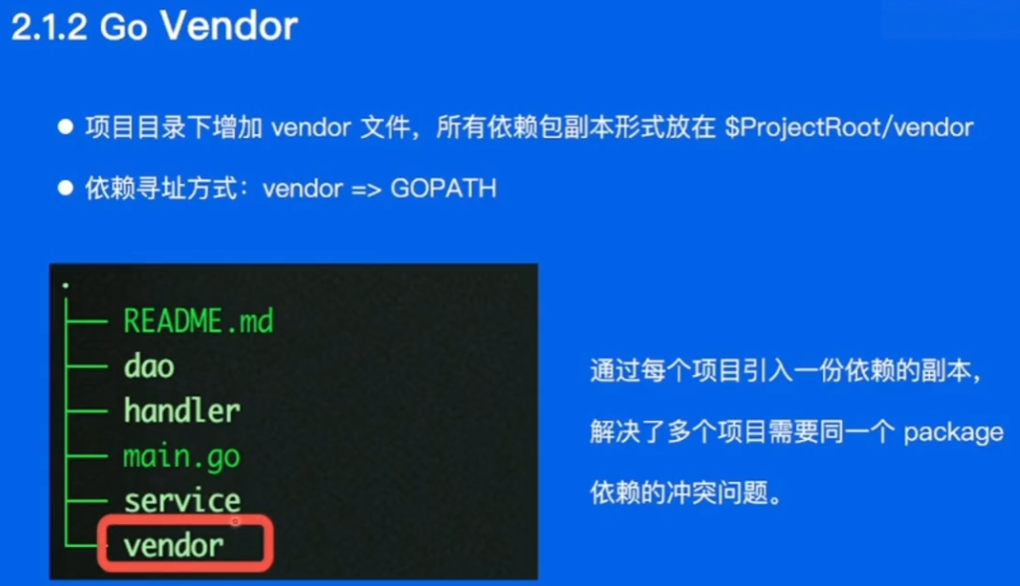 2.1.2 Go Vendor
● 项目目录下增加 vendor 文件，所有依赖包副本形式放在 $ProjectRoot/vendor
● 依赖寻址方式：vendor => GOPATH
.
README.md
dao
handler
main.go
service
vendor
通过每个项目引入一份依赖的副本，
解决了多个项目需要同一个 package
依赖的冲突问题。